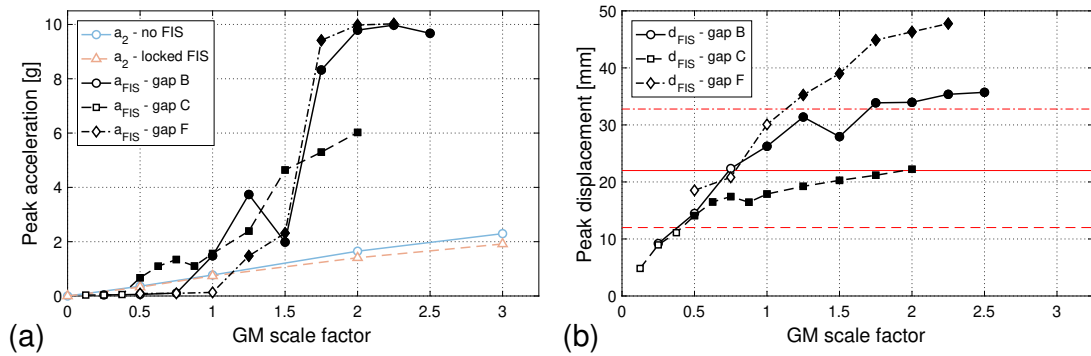 10
8
6
4
2
0
Peak acceleration [g]
a2 - no FIS
a2 - locked FIS
aFIS - gap B
aFIS - gap C
aFIS - gap F
0 0.5 1 1.5 2 2.5 3
GM scale factor
(a)
50
40
30
20
10
0
Peak displacement [mm]
dFIS - gap B
dFIS - gap C
dFIS - gap F
0 0.5 1 1.5 2 2.5 3
GM scale factor
(b)